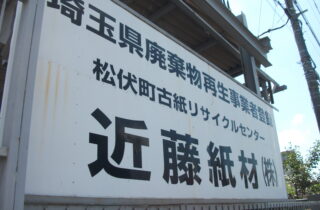 埼玉県廃棄物再生事業者登録
松伏町古紙リサイクルセンター
近藤紙材(株)